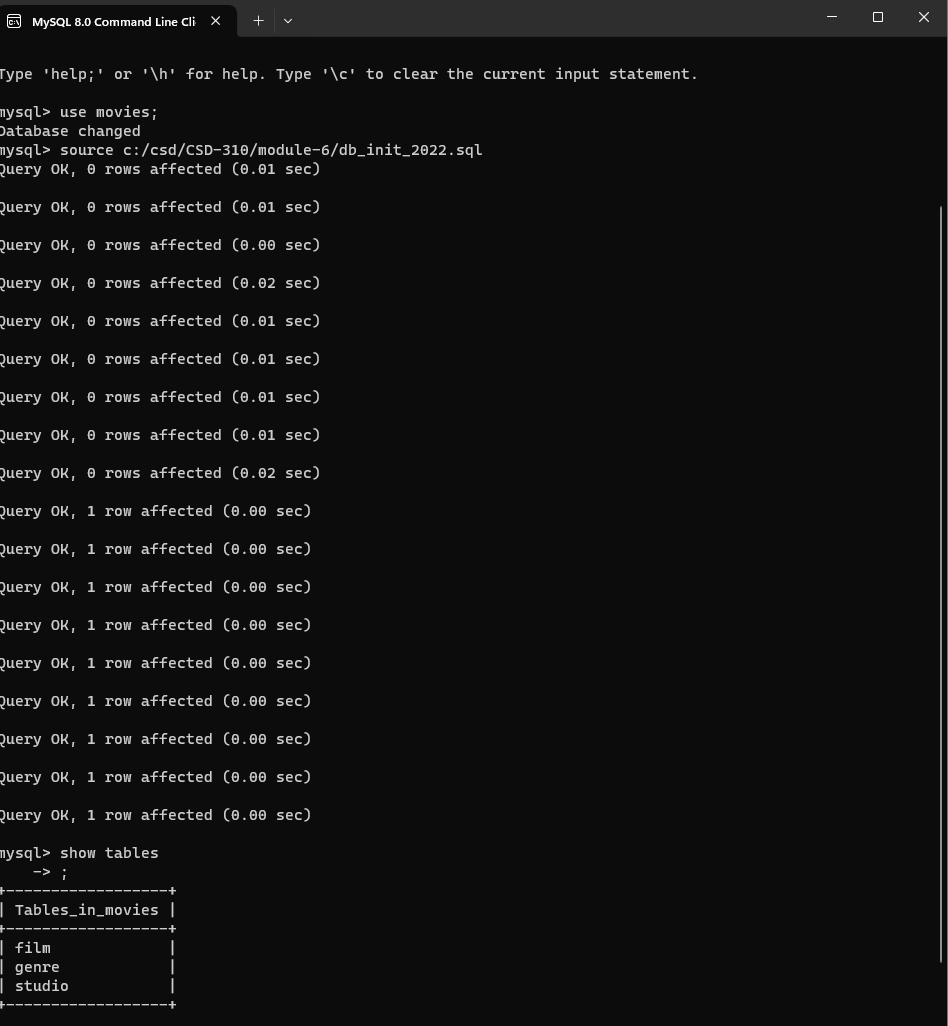 MySQL 8.0 Command Line Cli
Type 'help;' or '\h' for help. Type '\c' to clear the current input statement.
mysql> use movies;
Database changed
mysql> source c:/csd/CSD-310/module-6/db_init_2022.sql
Query OK, 0 rows affected (0.01 sec)
Query OK, 0 rows affected (0.01 sec)
Query OK, 0 rows affected (0.00 sec)
Query OK, 0 rows affected (0.02 sec)
Query OK, 0 rows affected (0.01 sec)
Query OK, 0 rows affected (0.01 sec)
Query OK, 0 rows affected (0.01 sec)
Query OK, 0 rows affected (0.01 sec)
Query OK, 0 rows affected (0.02 sec)
Query OK, 1 row affected (0.00 sec)
Query OK, 1 row affected (0.00 sec)
Query OK, 1 row affected (0.00 sec)
Query OK, 1 row affected (0.00 sec)
Query OK, 1 row affected (0.00 sec)
Query OK, 1 row affected (0.00 sec)
Query OK, 1 row affected (0.00 sec)
Query OK, 1 row affected (0.00 sec)
Query OK, 1 row affected (0.00 sec)
mysql> show tables
    -> ;
+------------------+
| Tables_in_movies |
+------------------+
| film             |
| genre            |
| studio           |
+------------------+